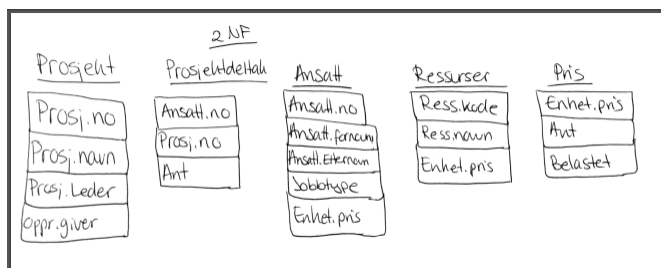 2 NF
Prosjekt
Prosjektdeltak
Ansatt
Ressurser
Pris
Prosj.no
Prosj.navn
Prosj.Leder
Oppr.giver
Ansatt.no
Prosj.no
Ant
Ansatt.no
Ansatt.fornavn
Ansatt.Etternavn
Jobbtype
Enhet.pris
Ress.kode
Ress.navn
Enhet.pris
Enhet.pris
Ant
Belastet